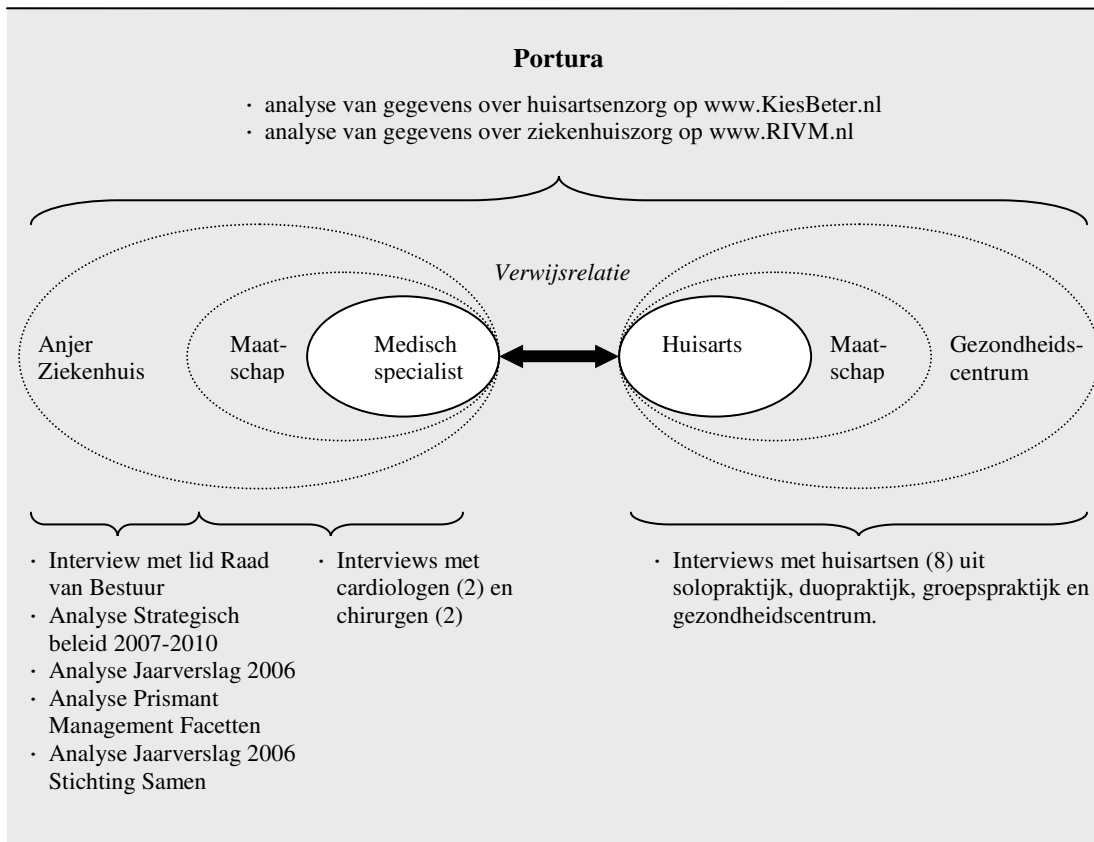 Portura
· analyse van gegevens over huisartsenzorg op www.KiesBeter.nl
· analyse van gegevens over ziekenhuiszorg op www.RIVM.nl
Verwijsrelatie
Anjer
Ziekenhuis
Maat-
schap
Medisch
specialist
Huisarts
Maat-
schap
Gezondheids-
centrum
· Interview met lid Raad
van Bestuur
· Analyse Strategisch
beleid 2007-2010
· Analyse Jaarverslag 2006
· Analyse Prismant
Management Facetten
· Analyse Jaarverslag 2006
Stichting Samen
· Interviews met
cardiologen (2) en
chirurgen (2)
· Interviews met huisartsen (8) uit
solopraktijk, duopraktijk, groepspraktijk en
gezondheidscentrum.